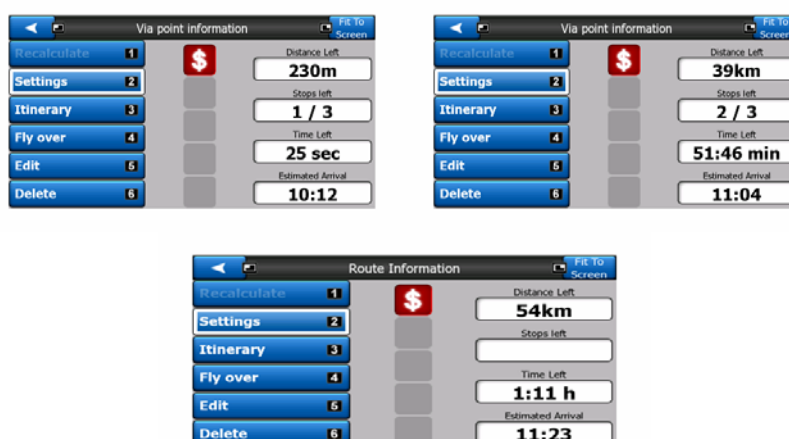 Via point information
Fit To Screen
Recalculate 1
Settings 2
Itinerary 3
Fly over 4
Edit 5
Delete 6
$
Distance Left
230m
Stops left
1 / 3
Time Left
25 sec
Estimated Arrival
10:12
Via point information
Fit To Screen
Recalculate 1
Settings 2
Itinerary 3
Fly over 4
Edit 5
Delete 6
$
Distance Left
39km
Stops left
2 / 3
Time Left
51:46 min
Estimated Arrival
11:04
Route Information
Fit To Screen
Recalculate 1
Settings 2
Itinerary 3
Fly over 4
Edit 5
Delete 6
$
Distance Left
54km
Stops left
Time Left
1:11 h
Estimated Arrival
11:23